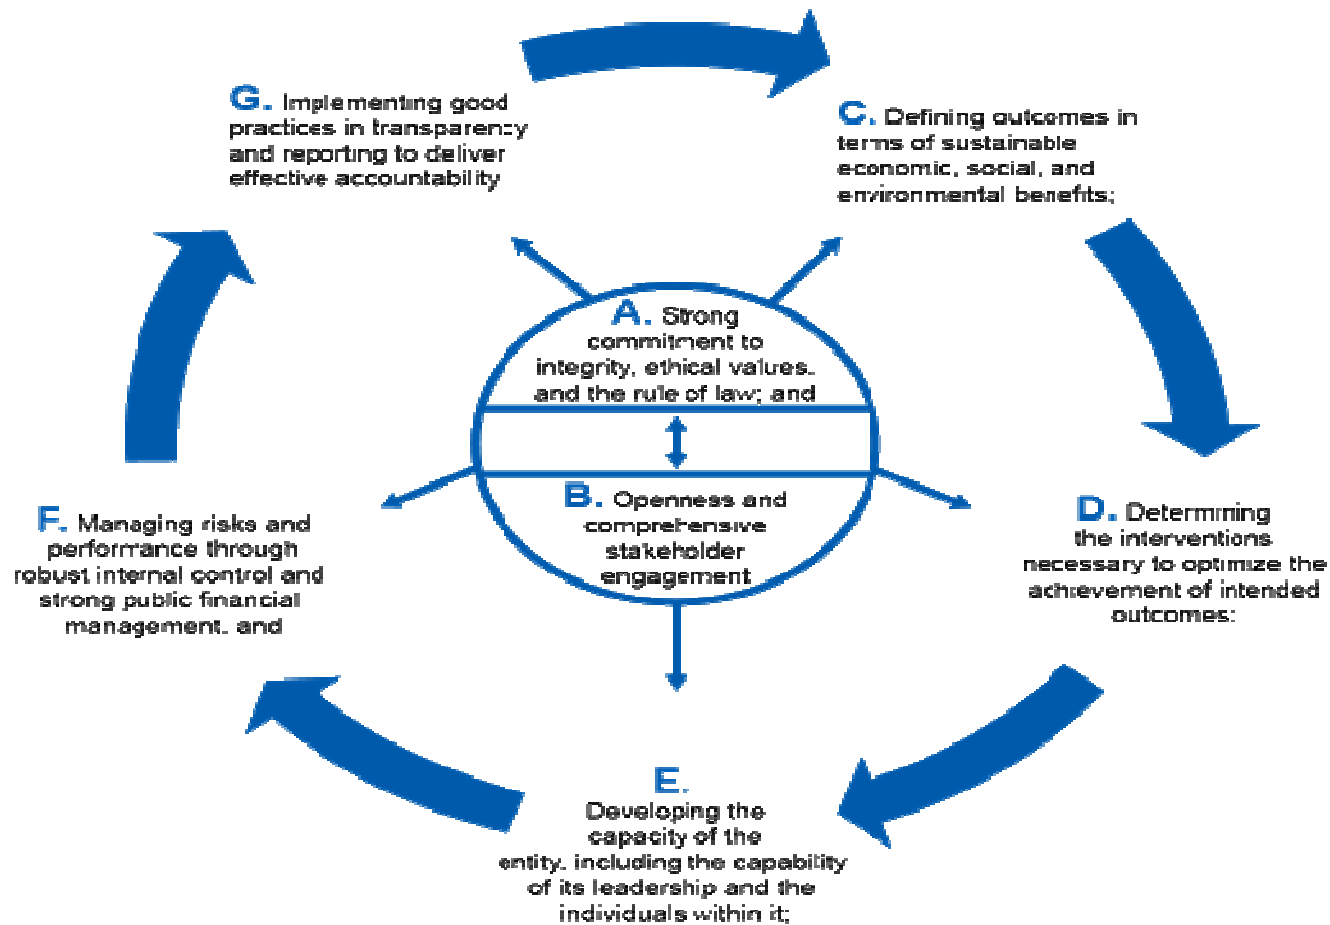 G. Implementing good
practices in transparency
and reporting to deliver
effective accountability
C. Defining outcomes in
terms of sustainable
economic, social, and
environmental benefits;
A. Strong
commitment to
integrity, ethical values,
and the rule of law; and
B. Openness and
comprehensive
stakeholder
engagement
D. Determining
the interventions
necessary to optimize the
achievement of intended
outcomes;
E.
Developing the
capacity of the
entity, including the capability
of its leadership and the
individuals within it;
F. Managing risks and
performance through
robust internal control and
strong public financial
management, and